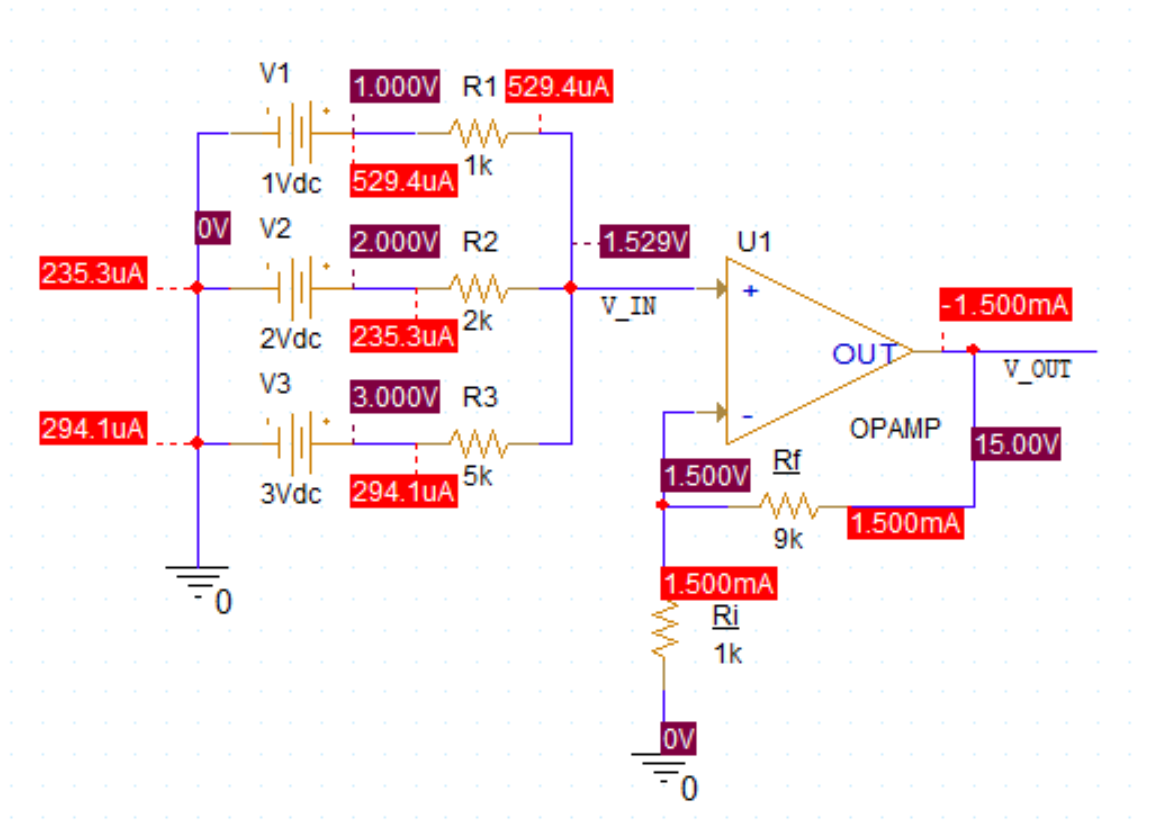 V1
1.000V
R1
529.4uA
1Vdc
529.4uA
1k
0V
V2
2.000V
R2
1.529V
U1
235.3uA
2Vdc
235.3uA
2k
V_IN
+
-1.500mA
OUT
V_OUT
V3
3.000V
R3
-
OPAMP
294.1uA
15.00V
3Vdc
294.1uA
5k
1.500V
Rf
9k
1.500mA
0
1.500mA
Ri
1k
0V
0